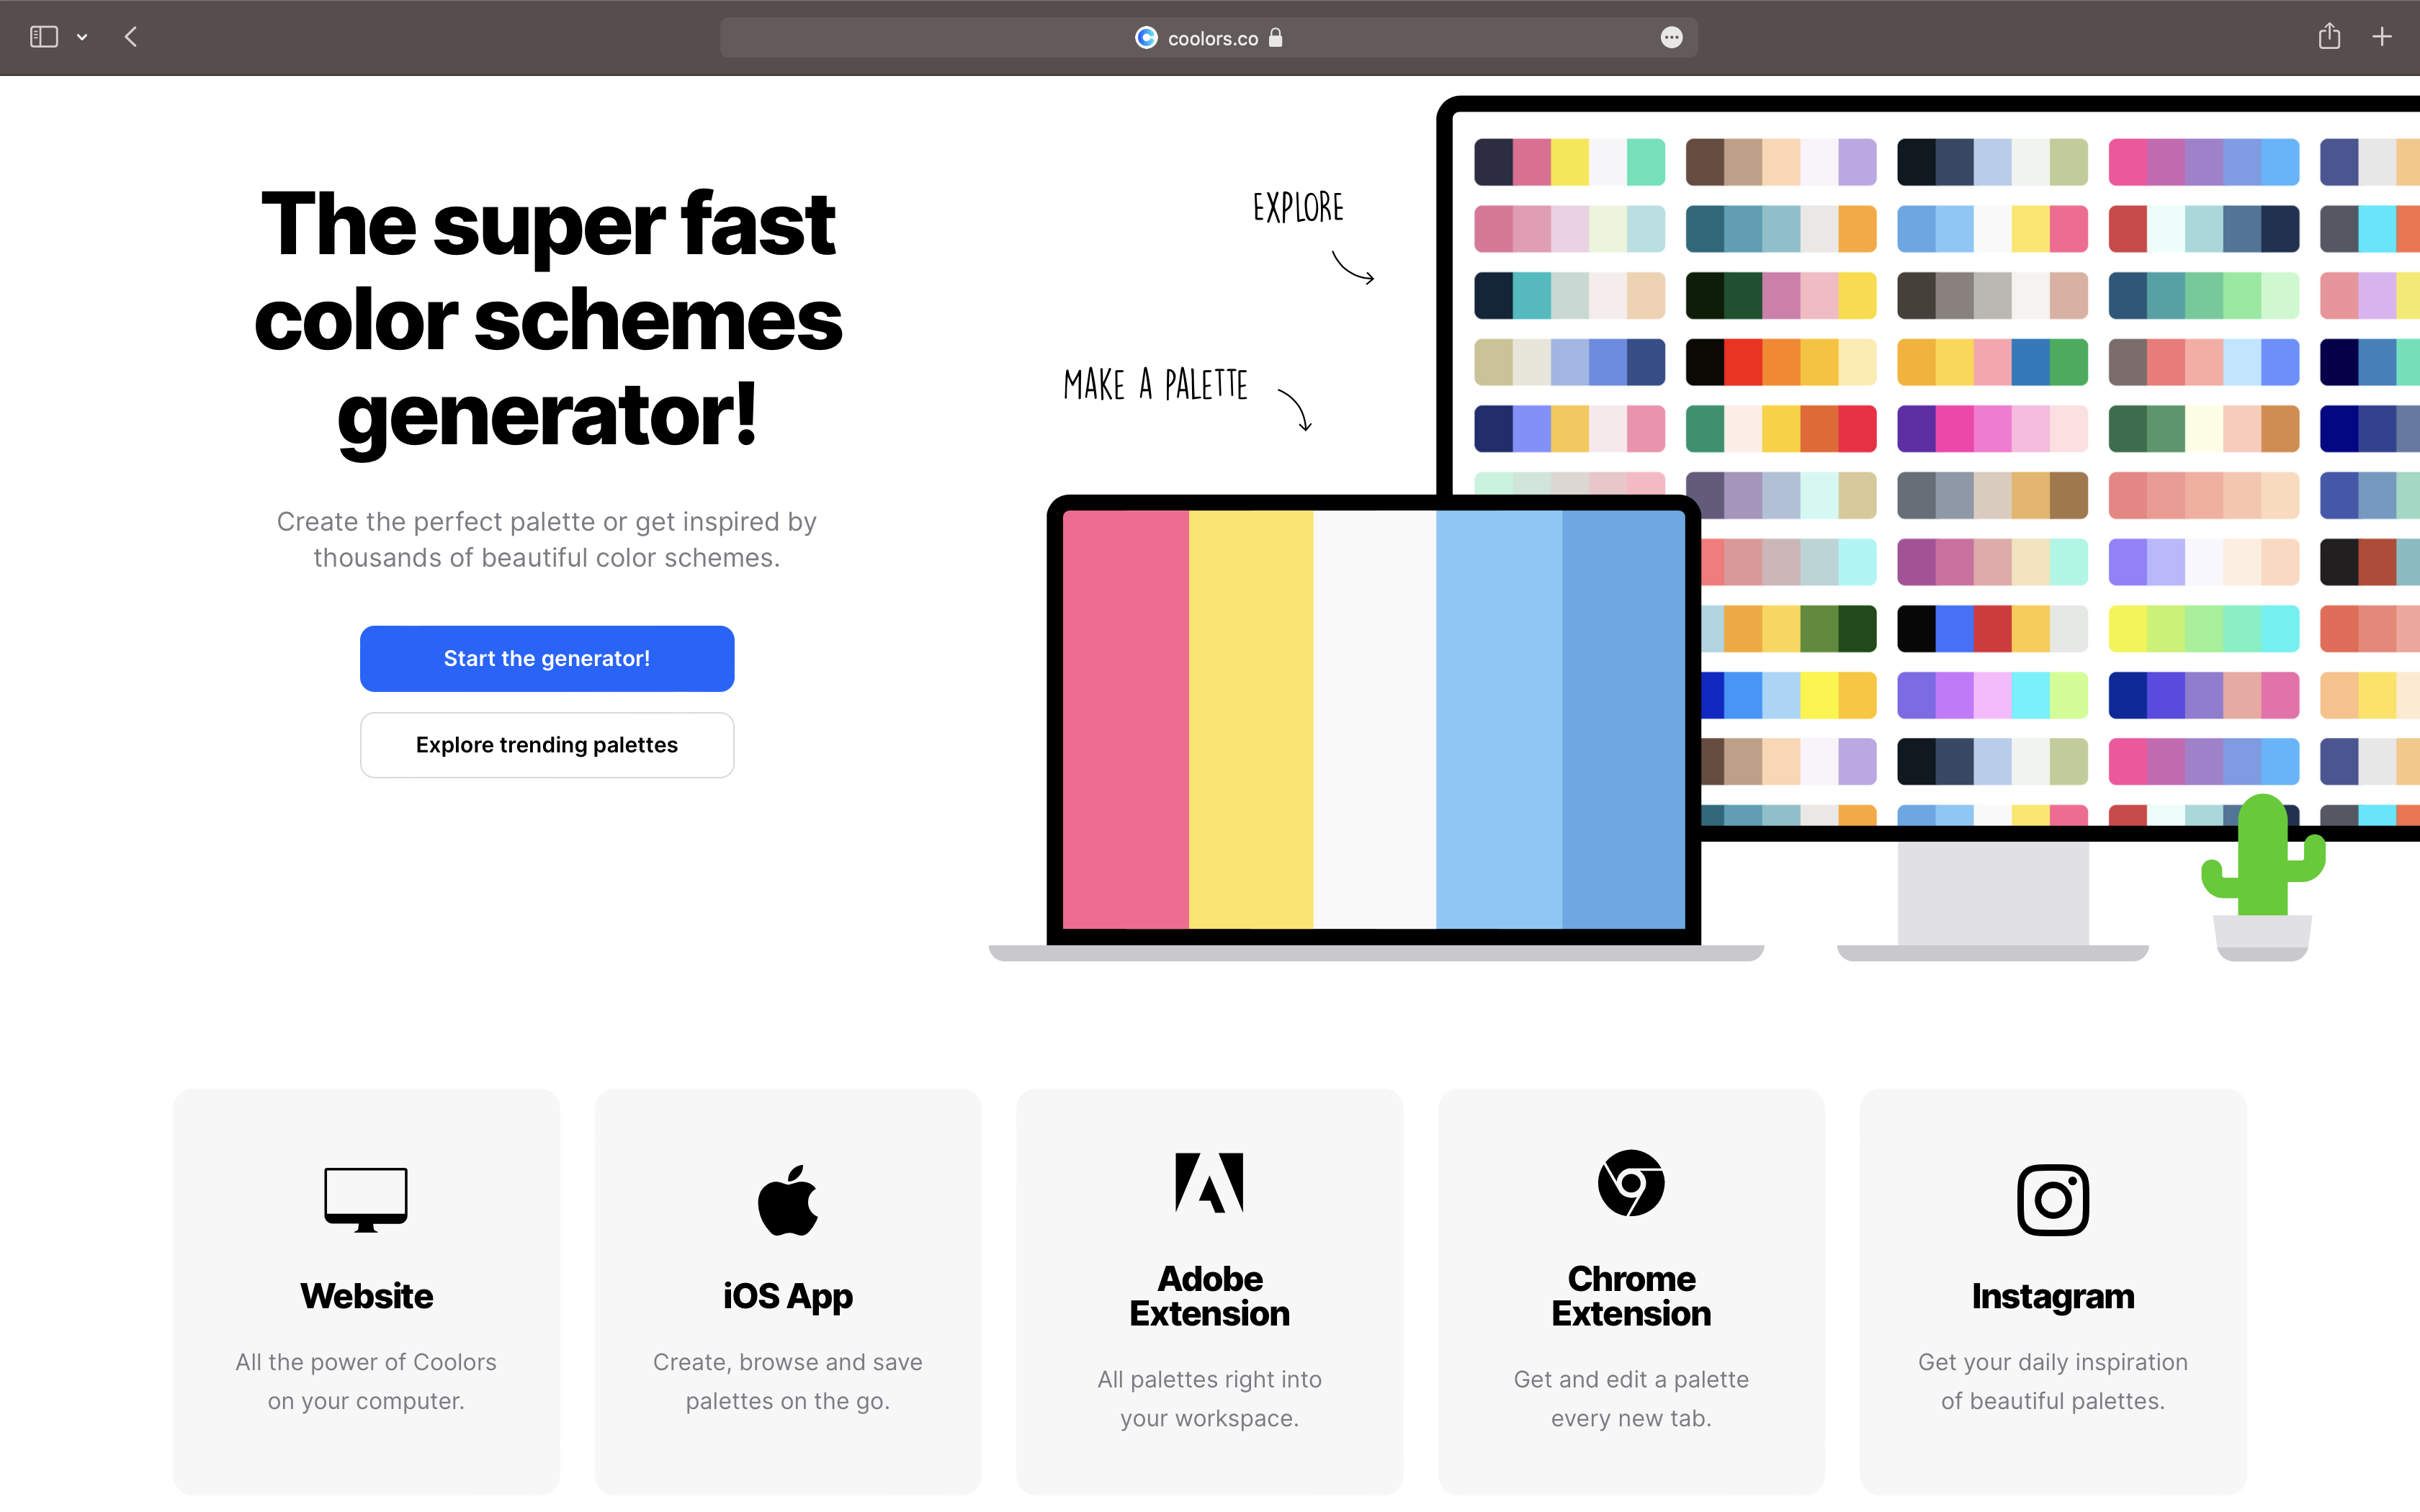 coolors.co
The super fast
color schemes
generator!
Create the perfect palette or get inspired by
thousands of beautiful color schemes.
Start the generator!
Explore trending palettes
EXPLORE
MAKE A PALETTE
Website
All the power of Coolors
on your computer.
iOS App
Create, browse and save
palettes on the go.
Adobe
Extension
All palettes right into
your workspace.
Chrome
Extension
Get and edit a palette
every new tab.
Instagram
Get your daily inspiration
of beautiful palettes.